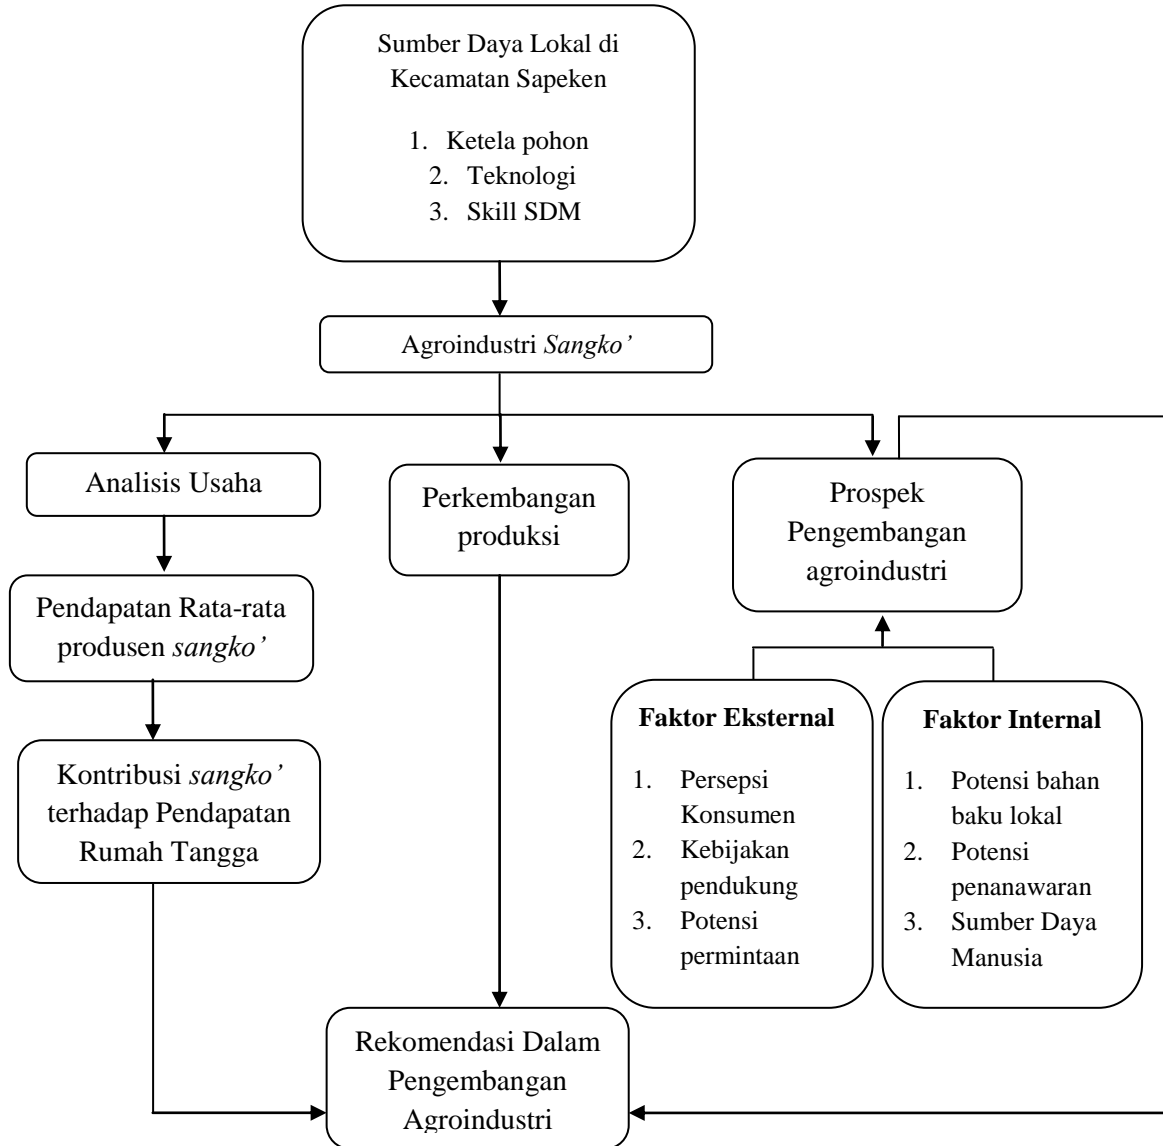 Sumber Daya Lokal di
Kecamatan Sapeken
1. Ketela pohon
2. Teknologi
3. Skill SDM
Agroindustri Sangko’
Analisis Usaha
Perkembangan
produksi
Prospek
Pengembangan
agroindustri
Pendapatan Rata-rata
produsen sangko’
Kontribusi sangko’
terhadap Pendapatan
Rumah Tangga
Faktor Eksternal
1. Persepsi
Konsumen
2. Kebijakan
pendukung
3. Potensi
permintaan
Faktor Internal
1. Potensi bahan
baku lokal
2. Potensi
penanawaran
3. Sumber Daya
Manusia
Rekomendasi Dalam
Pengembangan
Agroindustri